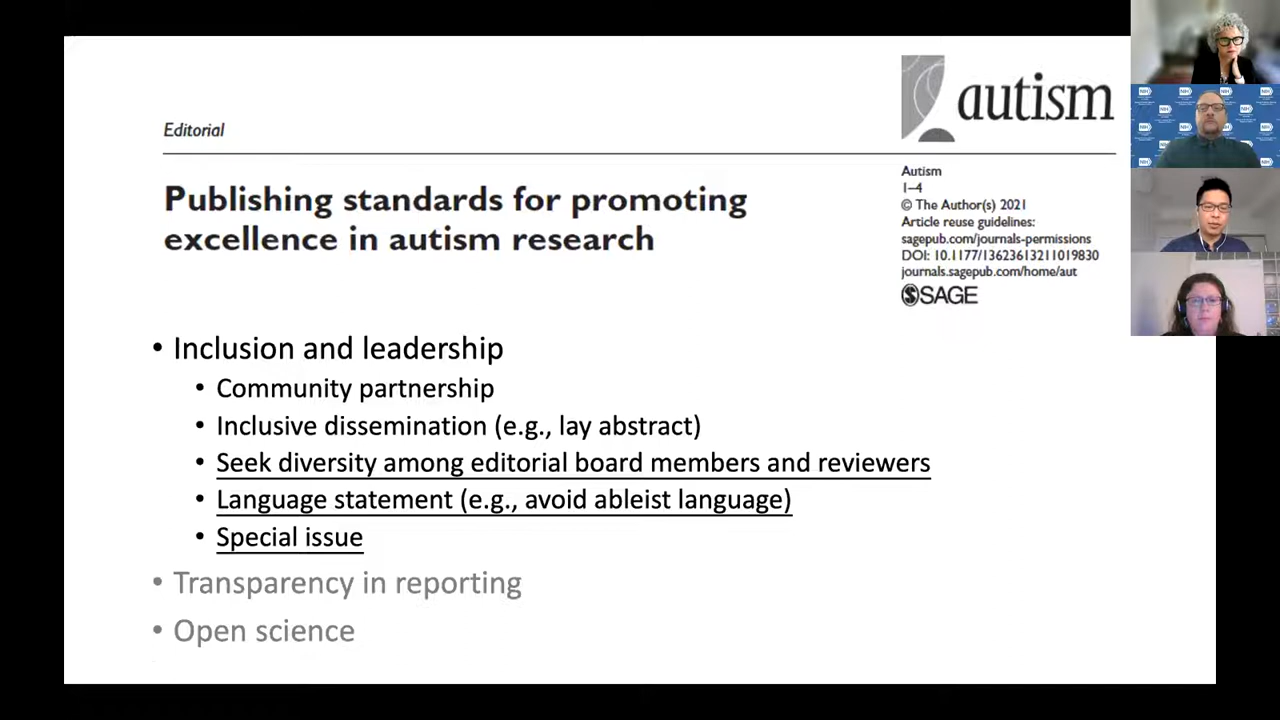 autism
Editorial
Publishing standards for promoting
excellence in autism research
Autism
1–4
© The Author(s) 2021
Article reuse guidelines:
sagepub.com/journals-permissions
DOI: 10.1177/13623613211019830
journals.sagepub.com/home/aut
SAGE
• Inclusion and leadership
• Community partnership
• Inclusive dissemination (e.g., lay abstract)
• Seek diversity among editorial board members and reviewers
• Language statement (e.g., avoid ableist language)
• Special issue
• Transparency in reporting
• Open science
NIH